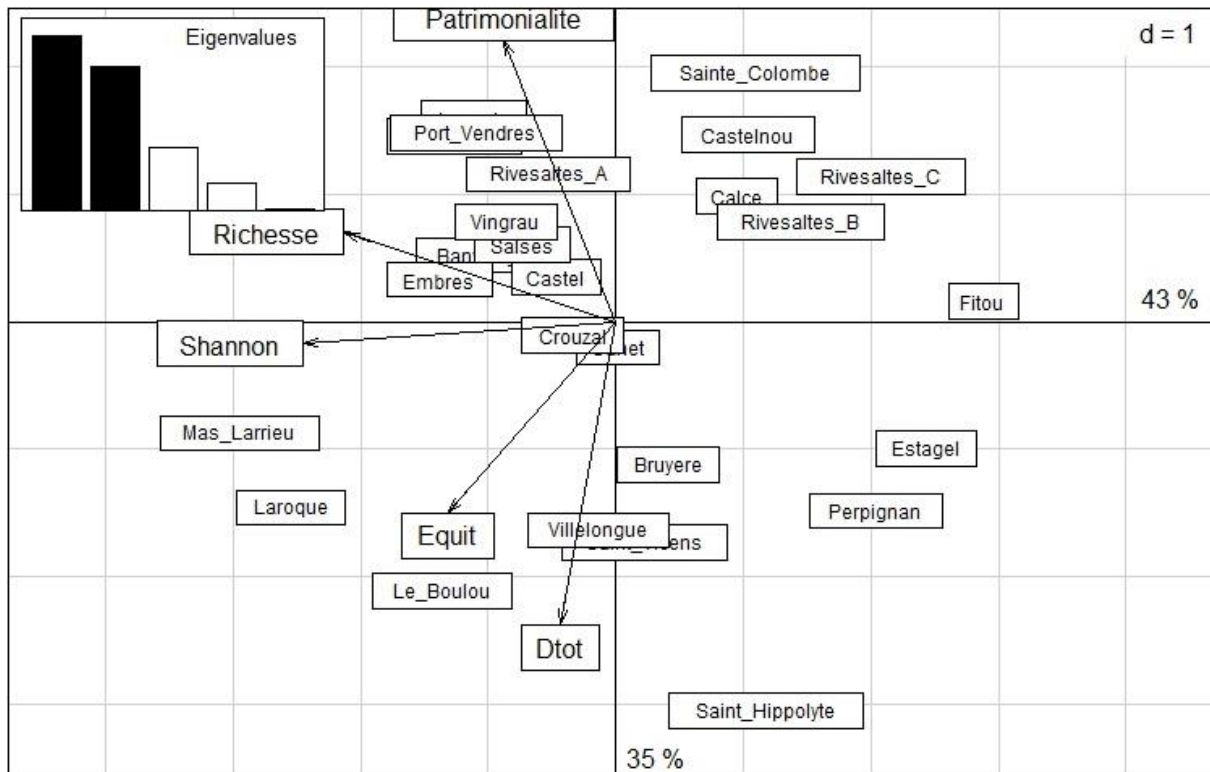 Patrimonialite
d = 1
Eigenvalues
Sainte_Colombe
Port_Vendres
Castelnou
Rivesaltes_A
Rivesaltes_C
Calce
Vingrau
Rivesaltes_B
Richesse
Salses
Embres
Castel
Fitou
43 %
Crouzal
Shannon
Mas_Larrieu
Estagel
Bruyere
Laroque
Perpignan
Equit
Villelongue
Le_Boulou
Dtot
Saint_Hippolyte
35 %